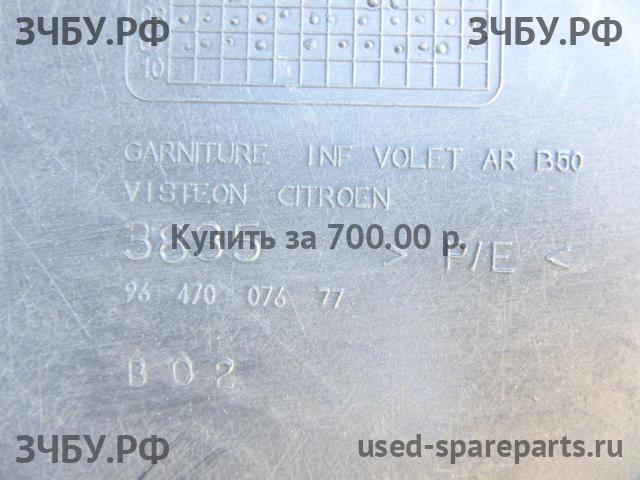 ЗЧБУ.РФ ЗЧБУ.РФ
10
GARNITURE INF VOLET AR B50
VISTEON CITROEN
3835
Купить за 700.00 р.
> P/E <
96 470 076 77
B 0 2
ЗЧБУ.РФ used-spareparts.ru